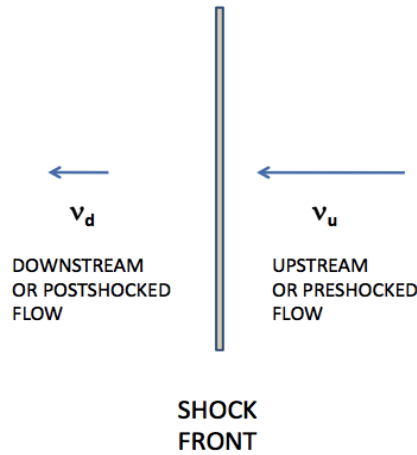 νd
νu
DOWNSTREAM
OR POSTSHOCKED
FLOW
UPSTREAM
OR PRESHOCKED
FLOW
SHOCK
FRONT